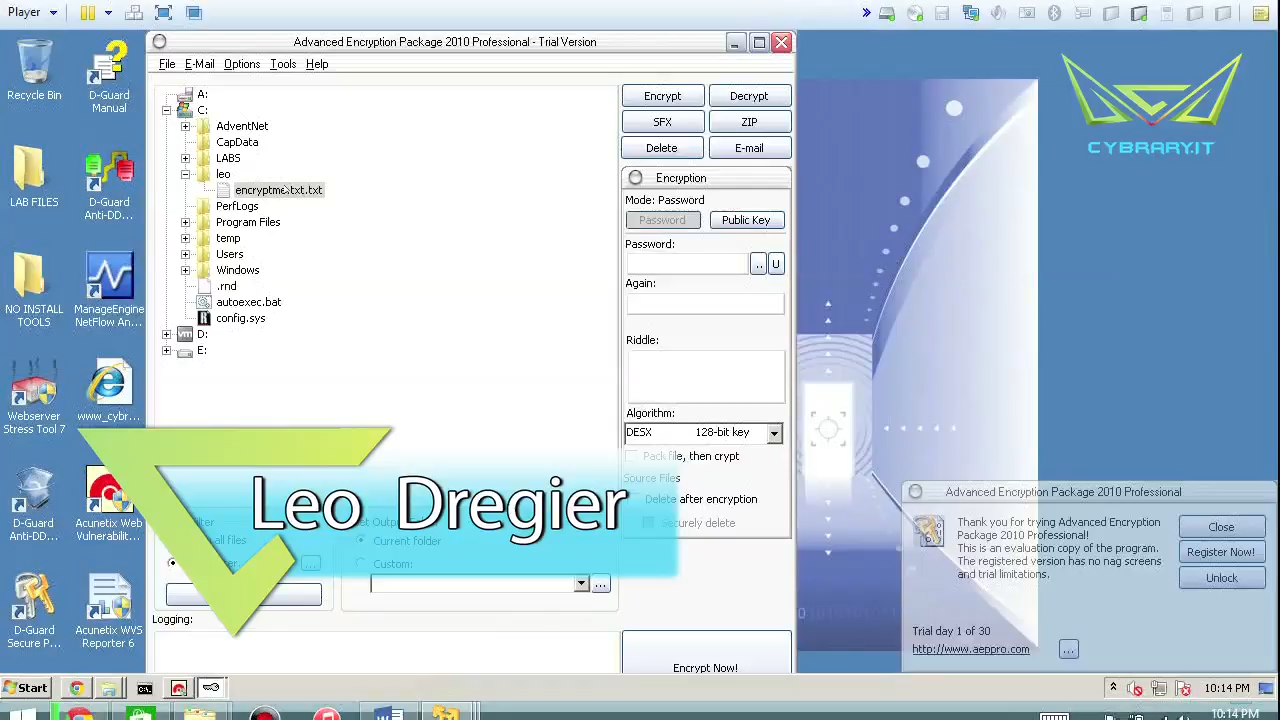 Player
Advanced Encryption Package 2010 Professional - Trial Version
File E-Mail Options Tools Help
Recycle Bin
D-Guard
Manual
LAB FILES
D-Guard
Anti-DD...
NO INSTALL
TOOLS
ManageEngine
NetFlow An...
Webserver
Stress Tool 7
www_cybr...
D-Guard
Anti-DD...
Acunetix Web
Vulnerabilit...
D-Guard
Secure P...
Acunetix WVS
Reporter 6
A:
C:
AdventNet
CapData
LABS
leo
encryptme.txt.txt
PerfLogs
Program Files
temp
Users
Windows
.rnd
autoexec.bat
config.sys
D:
E:
Encrypt Decrypt
SFX ZIP
Delete E-mail
Encryption
Mode: Password
Password Public Key
Password:
.. U
Again:
Riddle:
Algorithm:
DESX 128-bit key
Pack file, then crypt
Source Files
Delete after encryption
Securely delete
Current folder
Custom:
...
Logging:
Encrypt Now!
Leo Dregier
CYBRARY.IT
Advanced Encryption Package 2010 Professional
Thank you for trying Advanced Encryption
Package 2010 Professional!
This is an evaluation copy of the program.
The registered version has no nag screens
and trial limitations.
Close
Register Now!
Unlock
Trial day 1 of 30
http://www.aeppro.com
...
Start
10:14 PM
10:14 PM